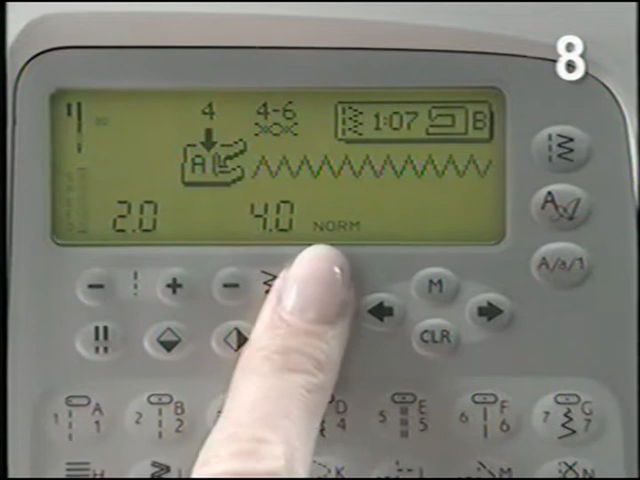 8
4 4-6 1:07 B
A
2.0 4.0 NORM
A/a/1
- + -
M
CLR
1 A 1 2 B 2 D 4 5 E 5 6 F 6 7 G 7
H K L M N